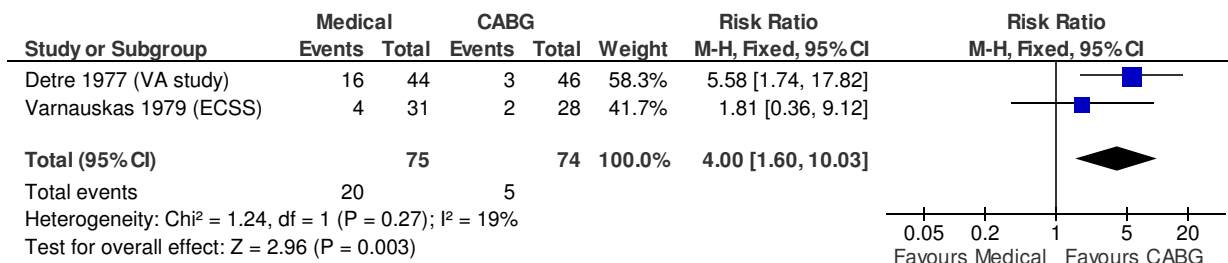 Medical CABG Risk Ratio Risk Ratio
Study or Subgroup Events Total Events Total Weight M-H, Fixed, 95% CI M-H, Fixed, 95% CI
Detre 1977 (VA study) 16 44 3 46 58.3% 5.58 [1.74, 17.82]
Varnauskas 1979 (ECSS) 4 31 2 28 41.7% 1.81 [0.36, 9.12]
Total (95% CI) 75 74 100.0% 4.00 [1.60, 10.03]
Total events 20 5
Heterogeneity: Chi² = 1.24, df = 1 (P = 0.27); I² = 19%
Test for overall effect: Z = 2.96 (P = 0.003)
0.05 0.2 1 5 20
Favours Medical Favours CABG